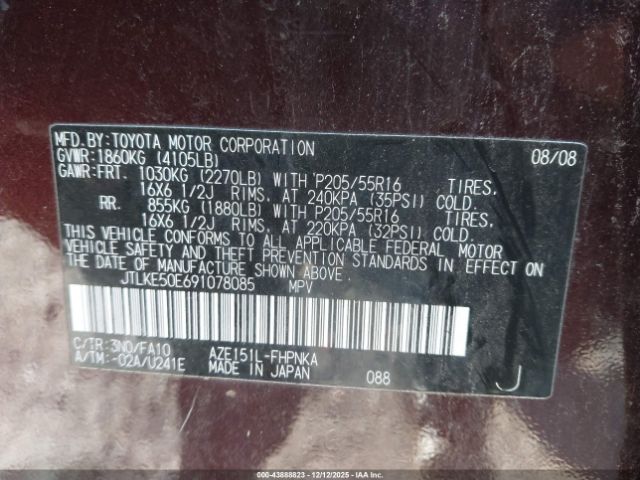 MFD.BY:TOYOTA MOTOR CORPORATION 08/08
GVWR:1860KG (4105LB)
GAWR:FRT. 1030KG (2270LB) WITH P205/55R16 TIRES,
16X6 1/2J RIMS, AT 240KPA (35PSI) COLD.
RR. 855KG (1880LB) WITH P205/55R16 TIRES,
16X6 1/2J RIMS, AT 220KPA (32PSI) COLD.
THIS VEHICLE CONFORMS TO ALL APPLICABLE FEDERAL MOTOR
VEHICLE SAFETY AND THEFT PREVENTION STANDARDS IN EFFECT ON
THE DATE OF MANUFACTURE SHOWN ABOVE.
JTLKE50E691078085 MPV
C/TR:3N0/FA10 AZE151L-FHPNKA
A/TM:-02A/U241E MADE IN JAPAN
088 J
000-43888823 - 12/12/2025 - IAAI.com